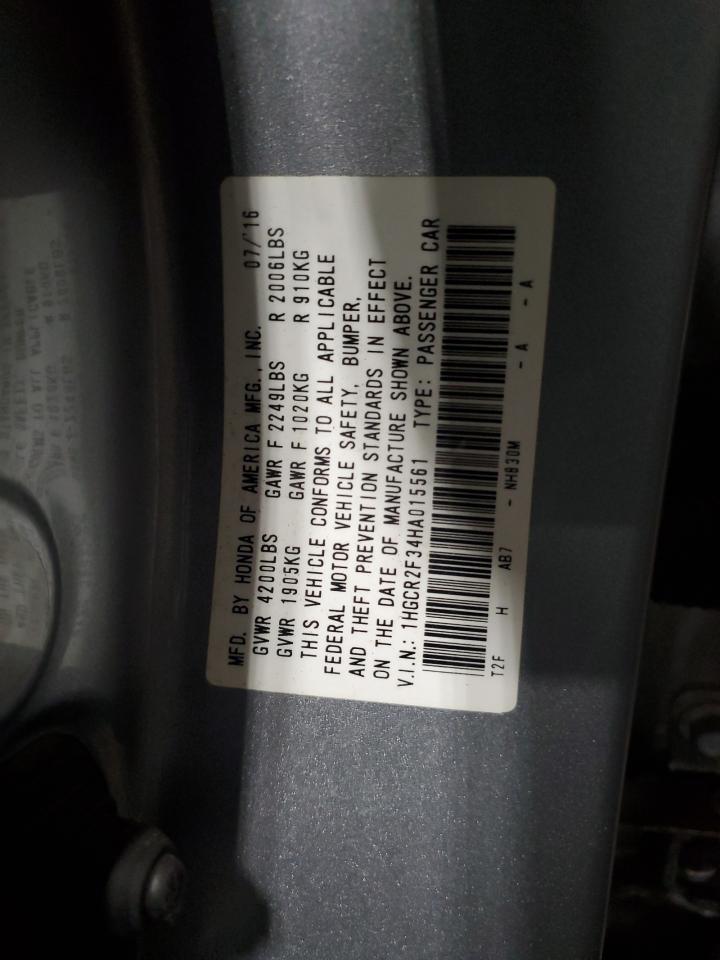 MFD. BY HONDA OF AMERICA MFG., INC. 07/'16
GVWR 4200LBS GAWR F 2249LBS R 2006LBS
GVWR 1905KG GAWR F 1020KG R 910KG
THIS VEHICLE CONFORMS TO ALL APPLICABLE
FEDERAL MOTOR VEHICLE SAFETY, BUMPER,
AND THEFT PREVENTION STANDARDS IN EFFECT
ON THE DATE OF MANUFACTURE SHOWN ABOVE.
V.I.N.: 1HGCR2F34HA015561 TYPE: PASSENGER CAR
T2F H AB7 - NH830M - A - A